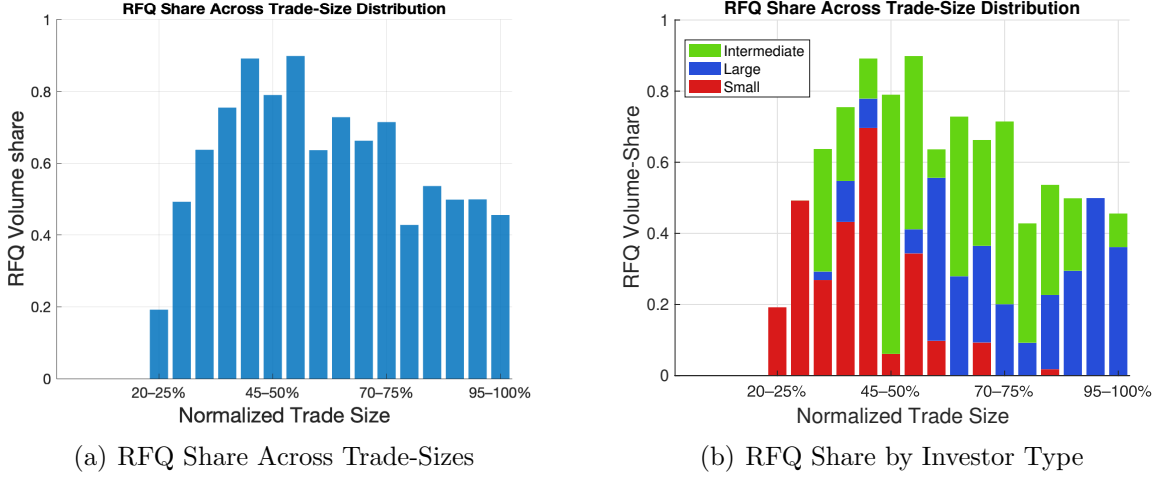 RFQ Share Across Trade-Size Distribution
1
0.8
0.6
0.4
0.2
0
RFQ Volume share
20–25%
45–50%
70–75%
95–100%
Normalized Trade Size
(a) RFQ Share Across Trade-Sizes
RFQ Share Across Trade-Size Distribution
Intermediate
Large
Small
1
0.8
0.6
0.4
0.2
0
RFQ Volume-Share
20–25%
45–50%
70–75%
95–100%
Normalized Trade Size
(b) RFQ Share by Investor Type